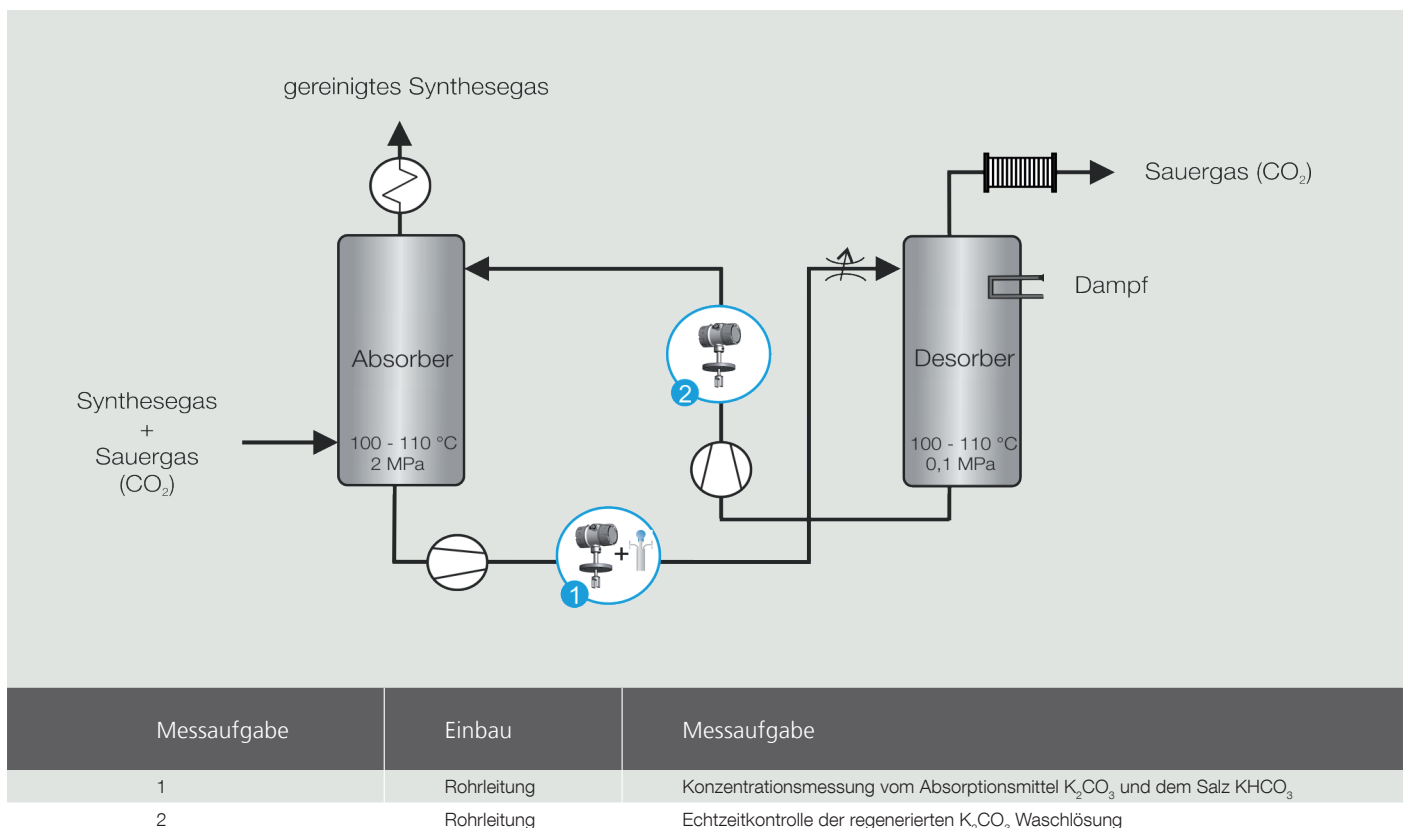 gereinigtes Synthesegas
Sauergas (CO₂)
Dampf
Absorber
Desorber
2
Synthesegas
+
Sauergas
(CO₂)
100 - 110 °C
2 MPa
100 - 110 °C
0,1 MPa
+
1
Messaufgabe Einbau Messaufgabe
1 Rohrleitung Konzentrationsmessung vom Absorptionsmittel K₂CO₃ und dem Salz KHCO₃
2 Rohrleitung Echtzeitkontrolle der regenerierten K₂CO₃ Waschlösung